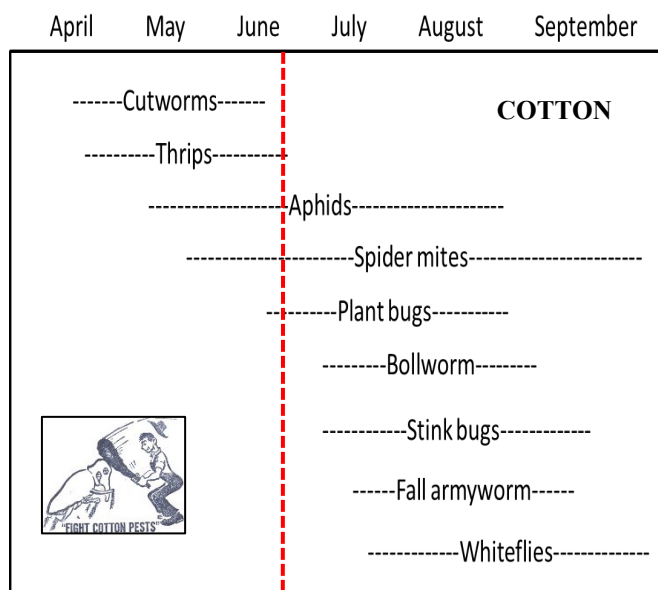 April May June July August September
Cutworms
COTTON
Thrips
Aphids
Spider mites
Plant bugs
Bollworm
Stink bugs
Fall armyworm
Whiteflies
"FIGHT COTTON PESTS"